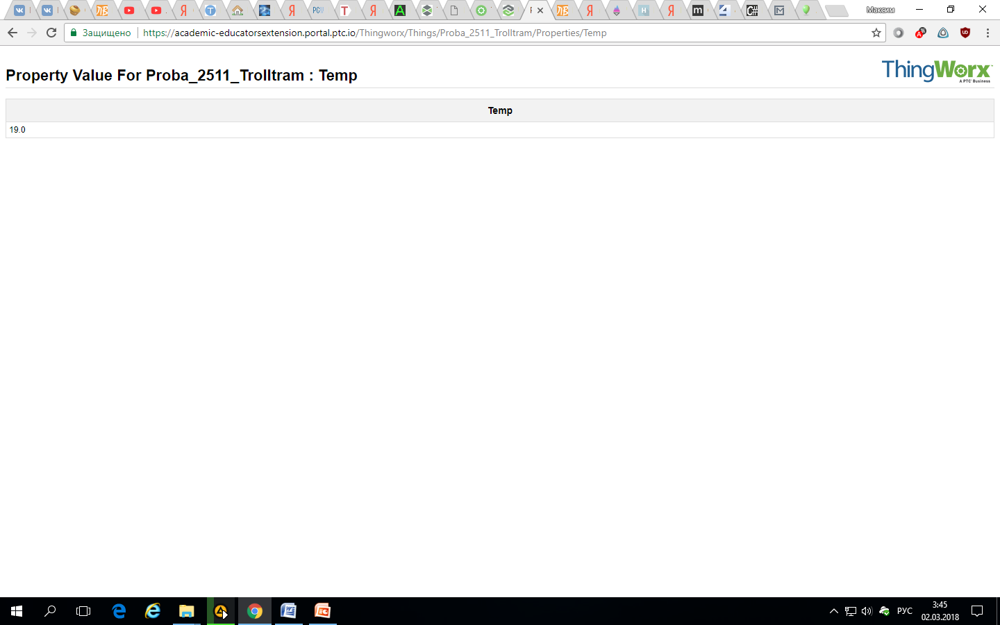 Максим
Защищено
https://academic-educatorsextension.portal.ptc.io/Thingworx/Things/Proba_2511_Trolltram/Properties/Temp
Property Value For Proba_2511_Trolltram : Temp
ThingWorx
A PTC Business
Temp
19.0
РУС
3:45
02.03.2018